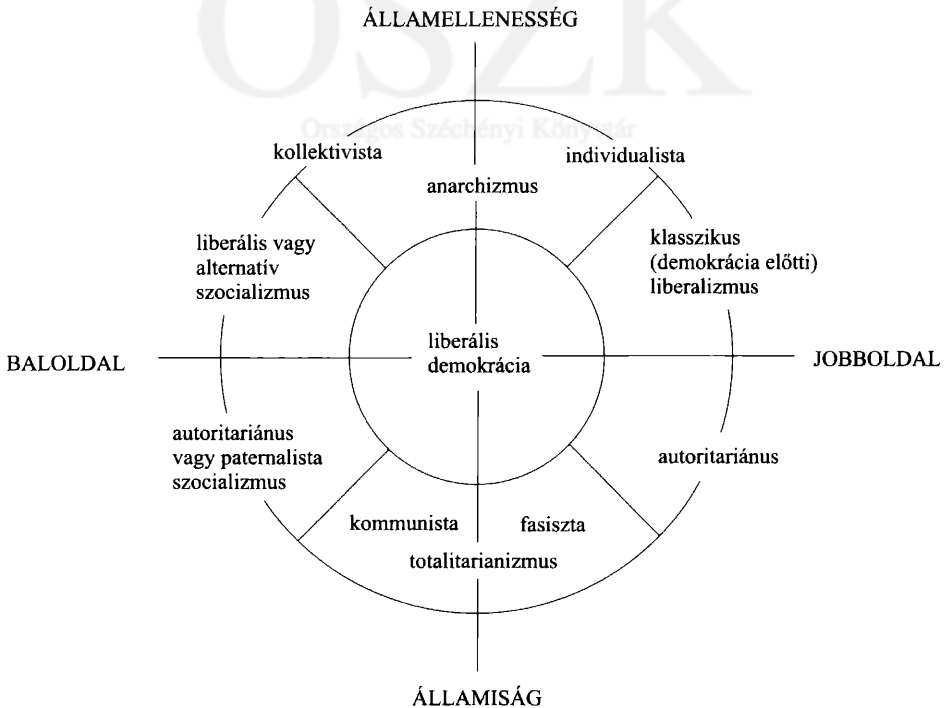 ÁLLAMELLENESSÉG
OSZK
Országos Széchényi Könyvtár
kollektivista
individualista
anarchizmus
liberális vagy
alternatív
szocializmus
klasszikus
(demokrácia előtti)
liberalizmus
BALOLDAL
liberális
demokrácia
JOBBOLDAL
autoritariánus
vagy paternalista
szocializmus
autoritariánus
kommunista
fasiszta
totalitarianizmus
ÁLLAMISÁG